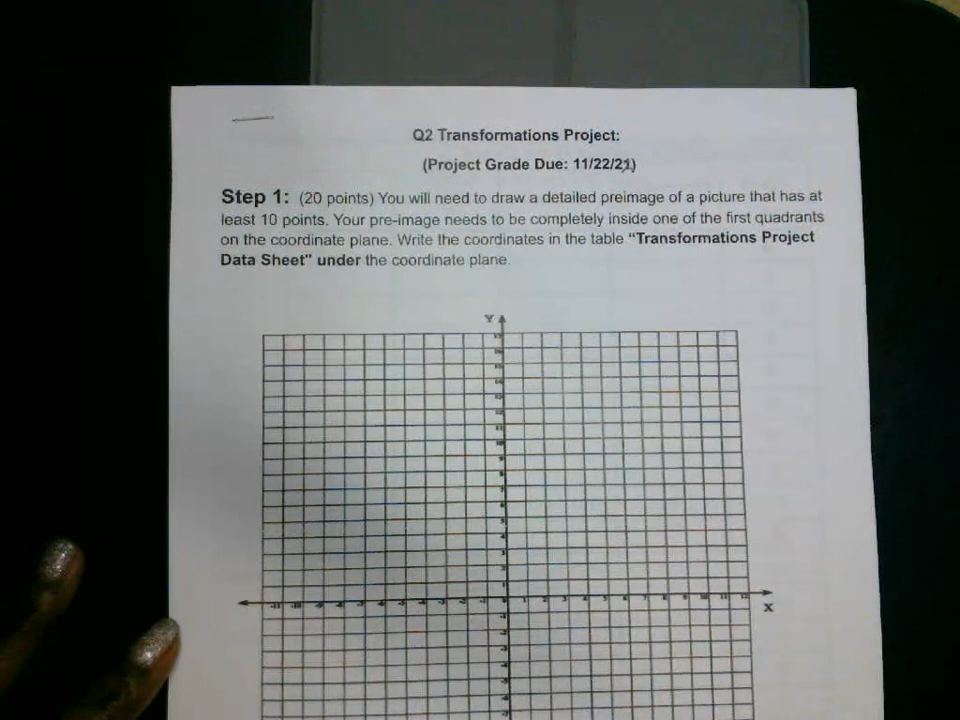 Q2 Transformations Project:
(Project Grade Due: 11/22/21)
Step 1: (20 points) You will need to draw a detailed preimage of a picture that has at
least 10 points. Your pre-image needs to be completely inside one of the first quadrants
on the coordinate plane. Write the coordinates in the table “Transformations Project
Data Sheet” under the coordinate plane.
Y
X